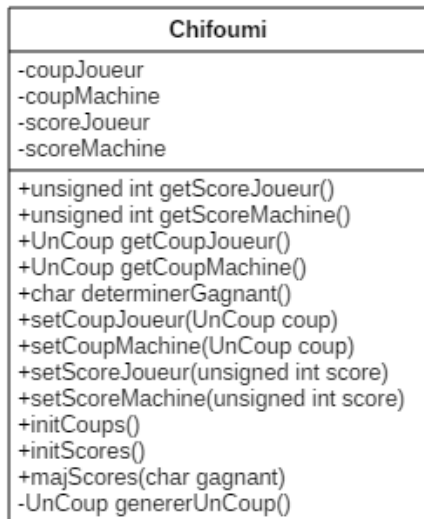 Chifoumi
-coupJoueur
-coupMachine
-scoreJoueur
-scoreMachine
+unsigned int getScoreJoueur()
+unsigned int getScoreMachine()
+UnCoup getCoupJoueur()
+UnCoup getCoupMachine()
+char determinerGagnant()
+setCoupJoueur(UnCoup coup)
+setCoupMachine(UnCoup coup)
+setScoreJoueur(unsigned int score)
+setScoreMachine(unsigned int score)
+initCoups()
+initScores()
+majScores(char gagnant)
-UnCoup genererUnCoup()